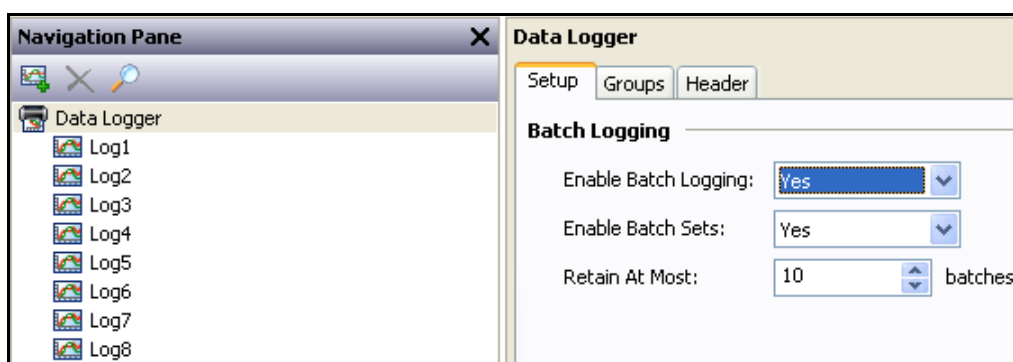 Navigation Pane
Data Logger
Log1
Log2
Log3
Log4
Log5
Log6
Log7
Log8
Data Logger
Setup Groups Header
Batch Logging
Enable Batch Logging: Yes
Enable Batch Sets: Yes
Retain At Most: 10 batches